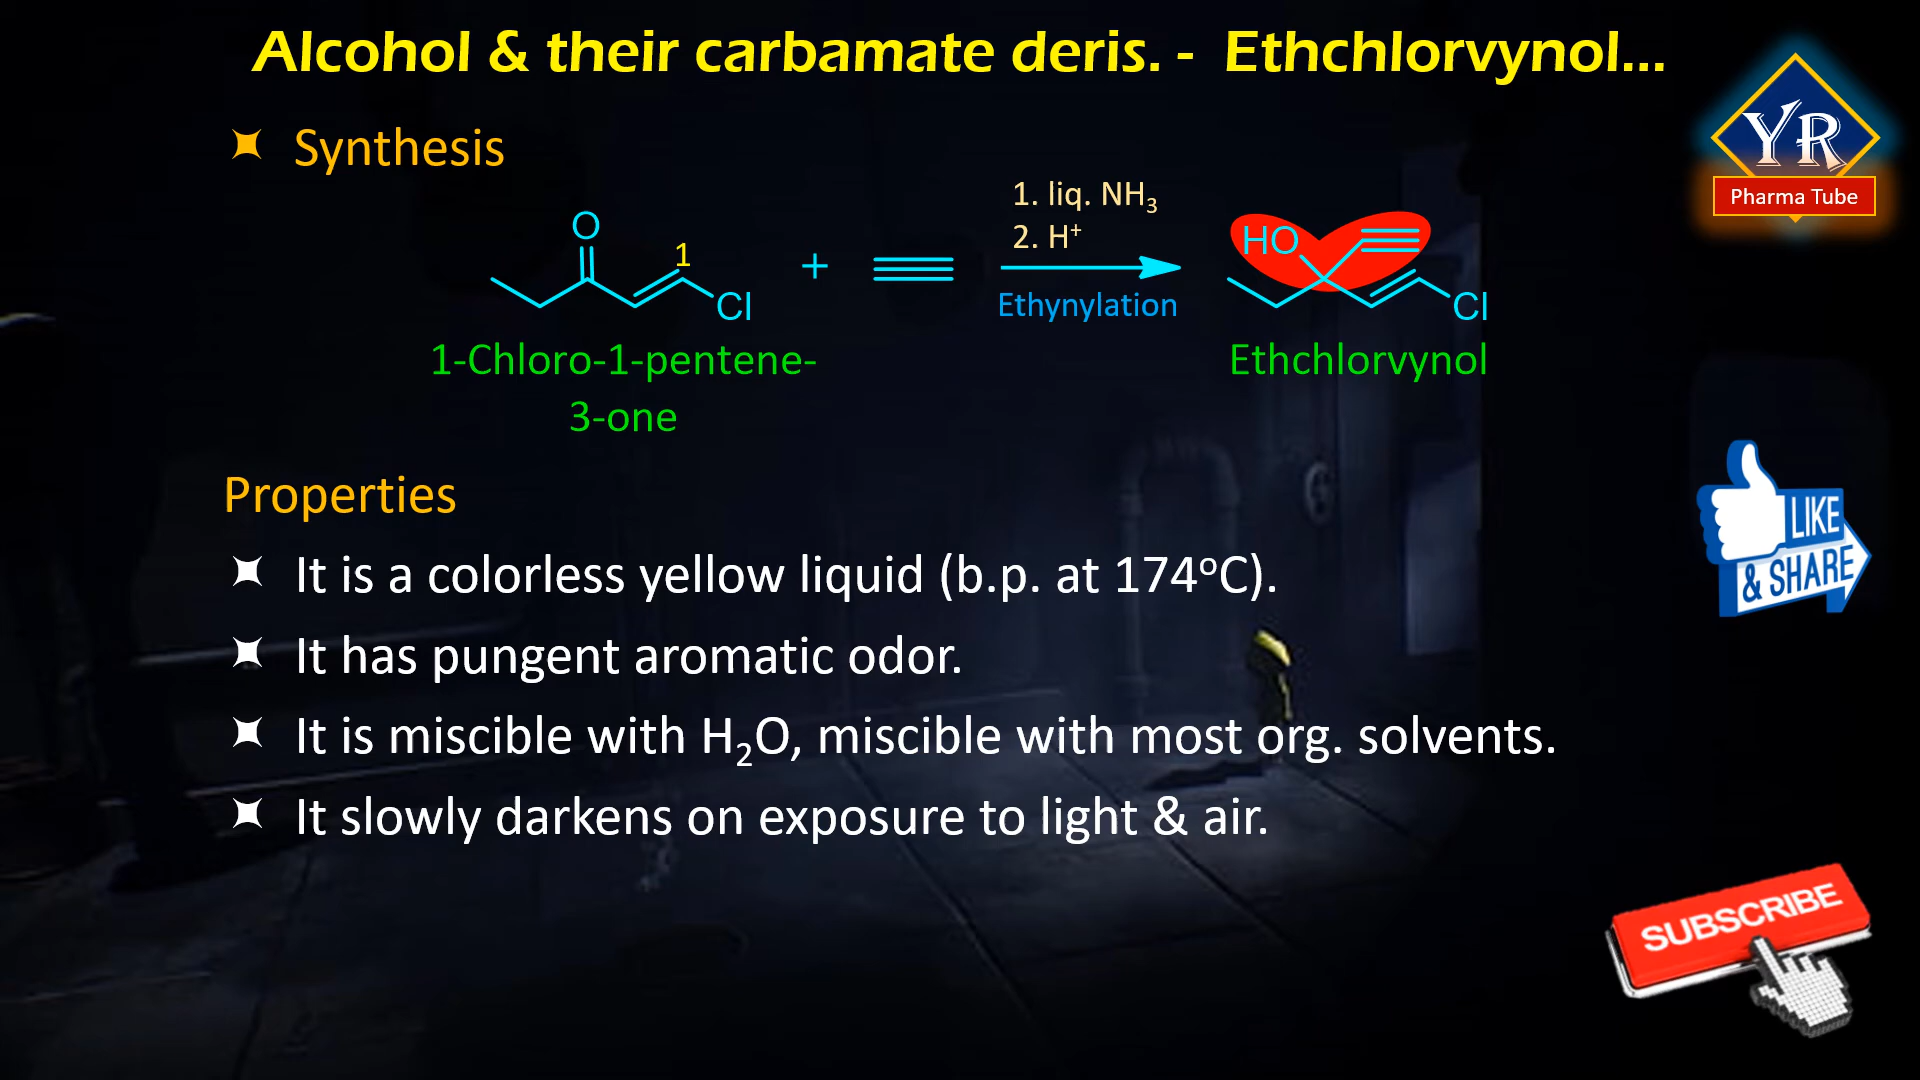 Alcohol & their carbamate deris. - Ethchlorvynol...
YR
Pharma Tube
Synthesis
1. liq. NH₃
2. H⁺
O
1
Cl
+
Ethynylation
HO
Cl
1-Chloro-1-pentene-
3-one
Ethchlorvynol
Properties
It is a colorless yellow liquid (b.p. at 174ᵒC).
It has pungent aromatic odor.
It is miscible with H₂O, miscible with most org. solvents.
It slowly darkens on exposure to light & air.
LIKE
& SHARE
SUBSCRIBE